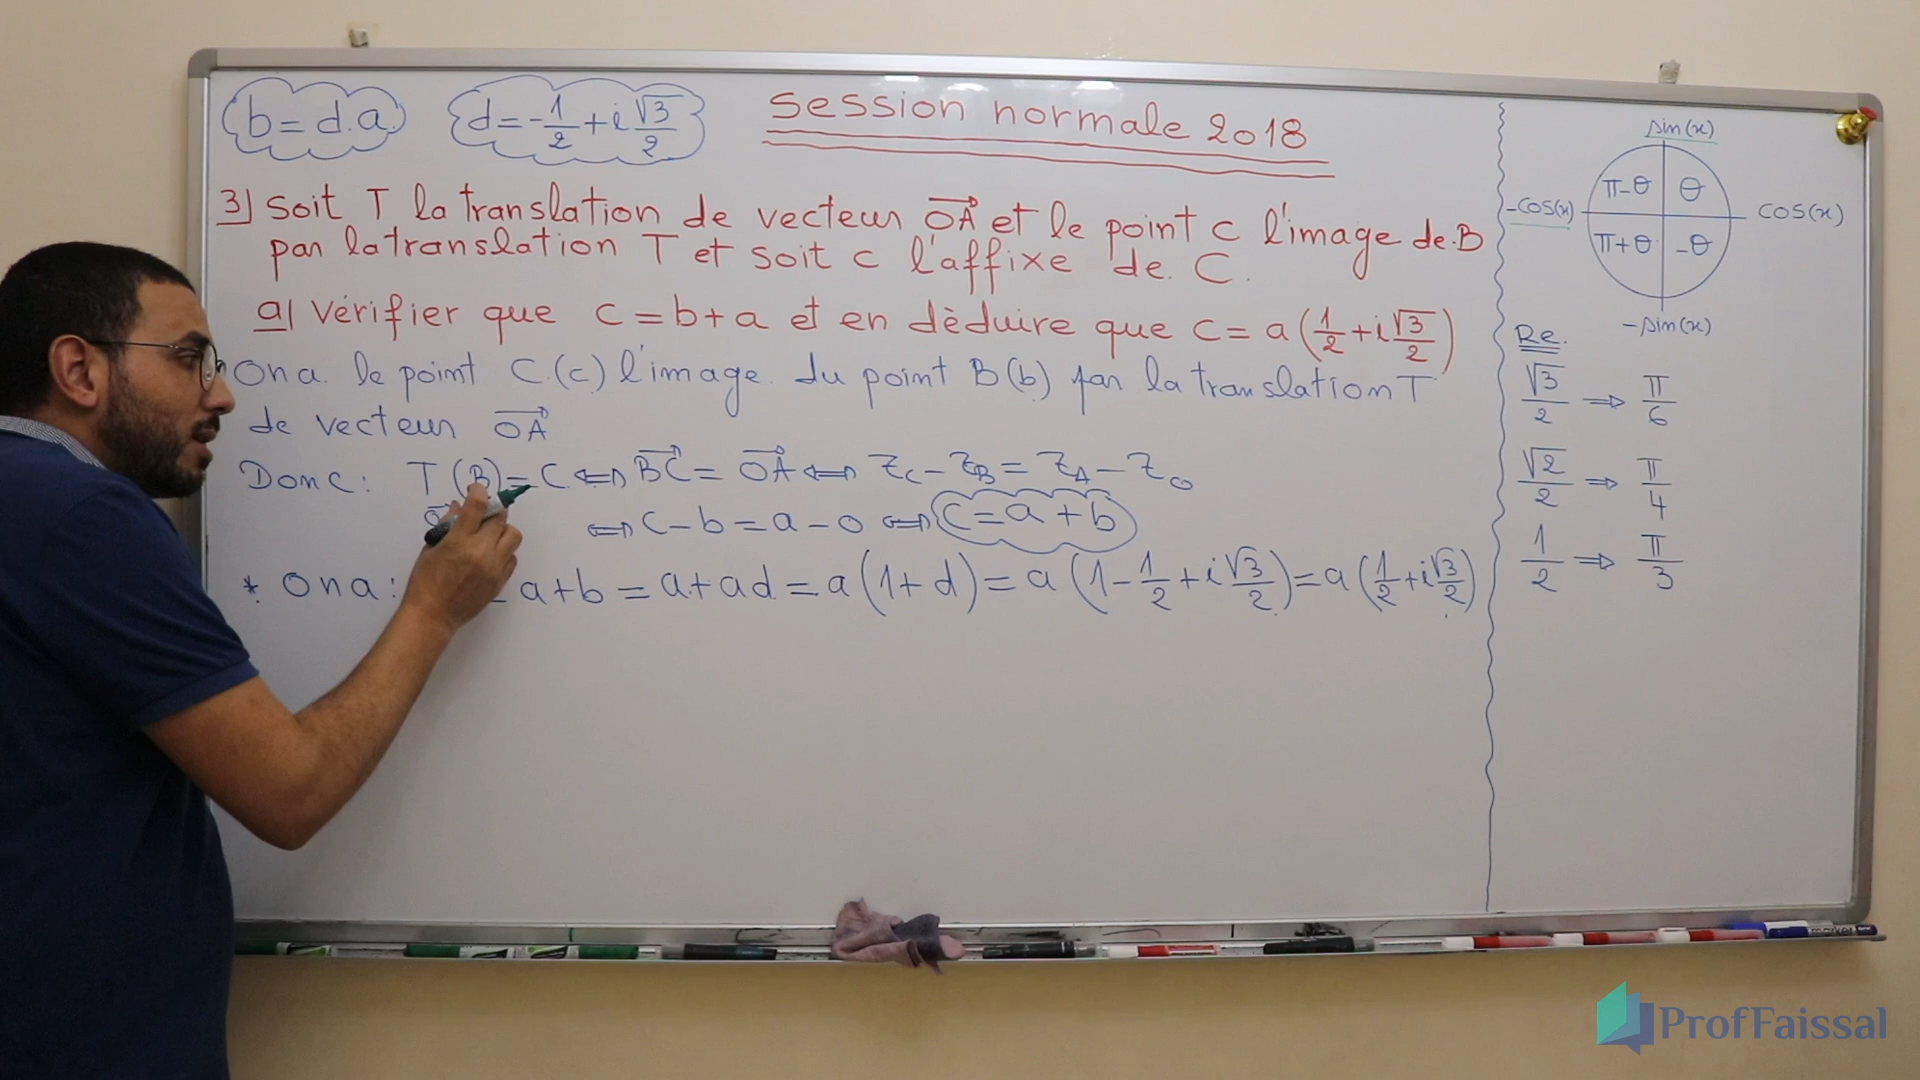 b = d.a
d = -1/2 + i √3/2
Session normale 2018
3) Soit T la translation de vecteur OA→ et le point C l'image de B
par la translation T et soit c l'affixe de C.
a) Vérifier que c = b + a et en dèduire que c = a(1/2 + i √3/2)
On a. le point C.(c) l'image. du point B(b) par la translation T
de vecteur OA→
Donc: T (B) = C ⟺ BC→ = OA→ ⟺ Z_C - Z_B = Z_A - Z_O
⟺ c - b = a - 0 ⟺ c = a + b
* On a: a + b = a + ad = a(1 + d) = a(1 - 1/2 + i √3/2) = a(1/2 + i √3/2)
sin(x)
π-θ θ
-cos(x) cos(x)
π+θ -θ
-sin(x)
Re.
√3/2 ⇒ π/6
√2/2 ⇒ π/4
1/2 ⇒ π/3
marker
ProfFaissal